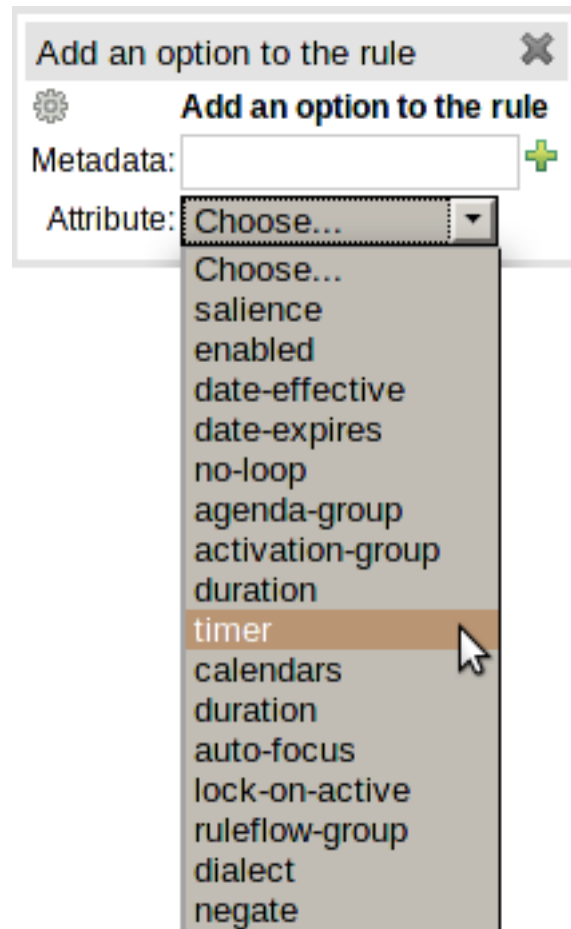 Add an option to the rule
Add an option to the rule
Metadata:
Attribute: Choose...
Choose...
salience
enabled
date-effective
date-expires
no-loop
agenda-group
activation-group
duration
timer
calendars
duration
auto-focus
lock-on-active
ruleflow-group
dialect
negate